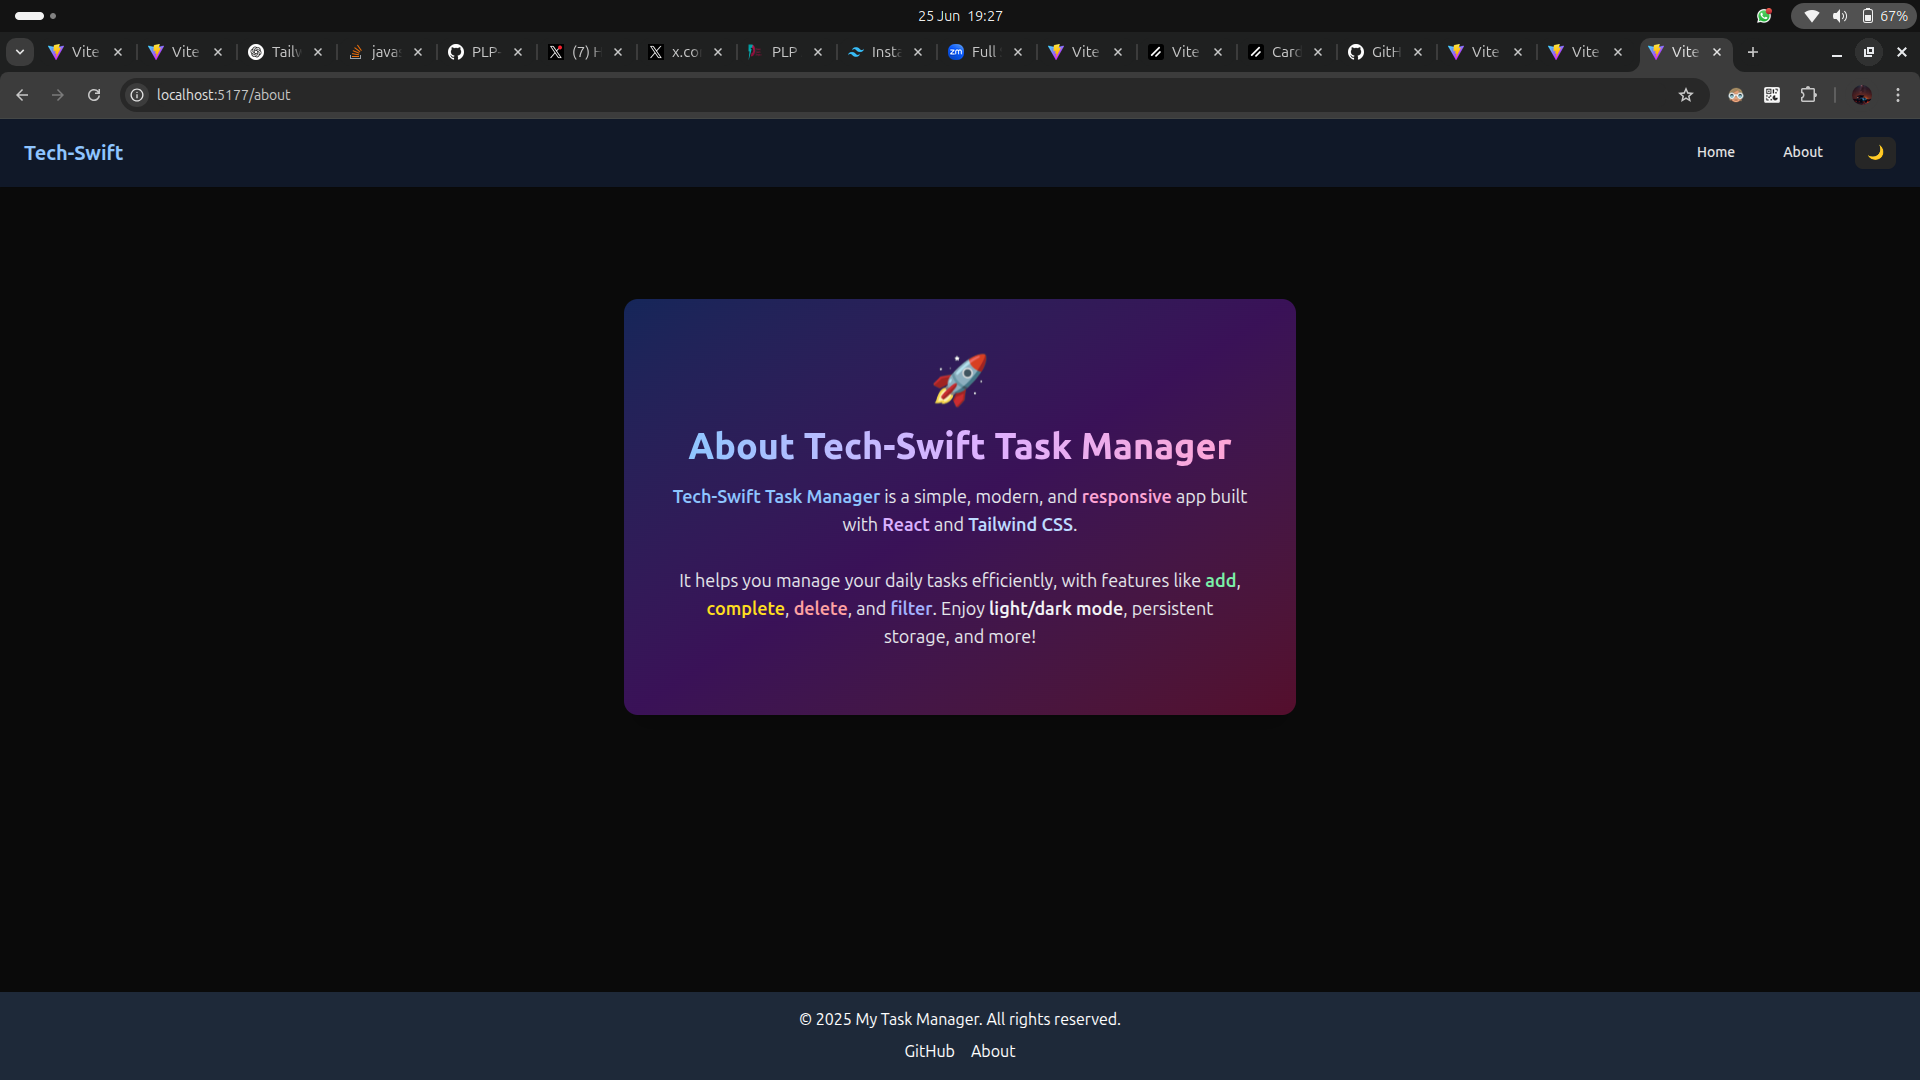 25 Jun 19:27
67%
Vite
Vite
Tailw
javas
PLP-
(7) H
x.co
PLP
Insta
zm Full
Vite
Vite
Card
GitH
Vite
Vite
Vite
localhost:5177/about
Tech-Swift
Home
About
About Tech-Swift Task Manager
Tech-Swift Task Manager is a simple, modern, and responsive app built
with React and Tailwind CSS.
It helps you manage your daily tasks efficiently, with features like add,
complete, delete, and filter. Enjoy light/dark mode, persistent
storage, and more!
© 2025 My Task Manager. All rights reserved.
GitHub About